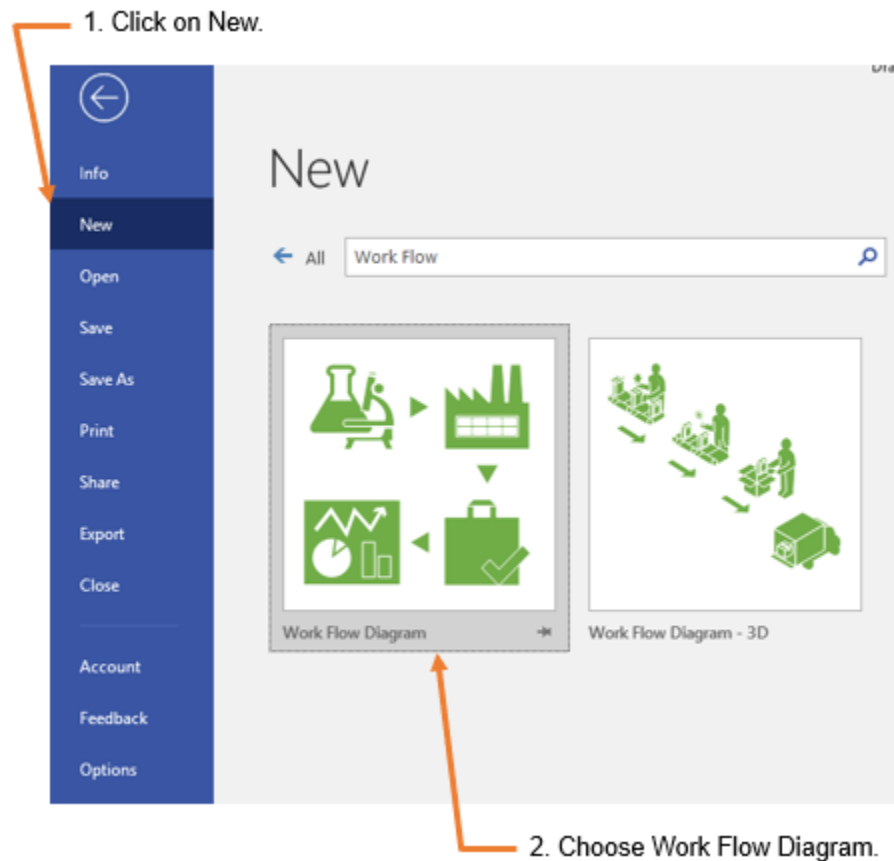 1. Click on New.
Info
New
Open
Save
Save As
Print
Share
Export
Close
Account
Feedback
Options
New
All
Work Flow
Work Flow Diagram
Work Flow Diagram - 3D
2. Choose Work Flow Diagram.